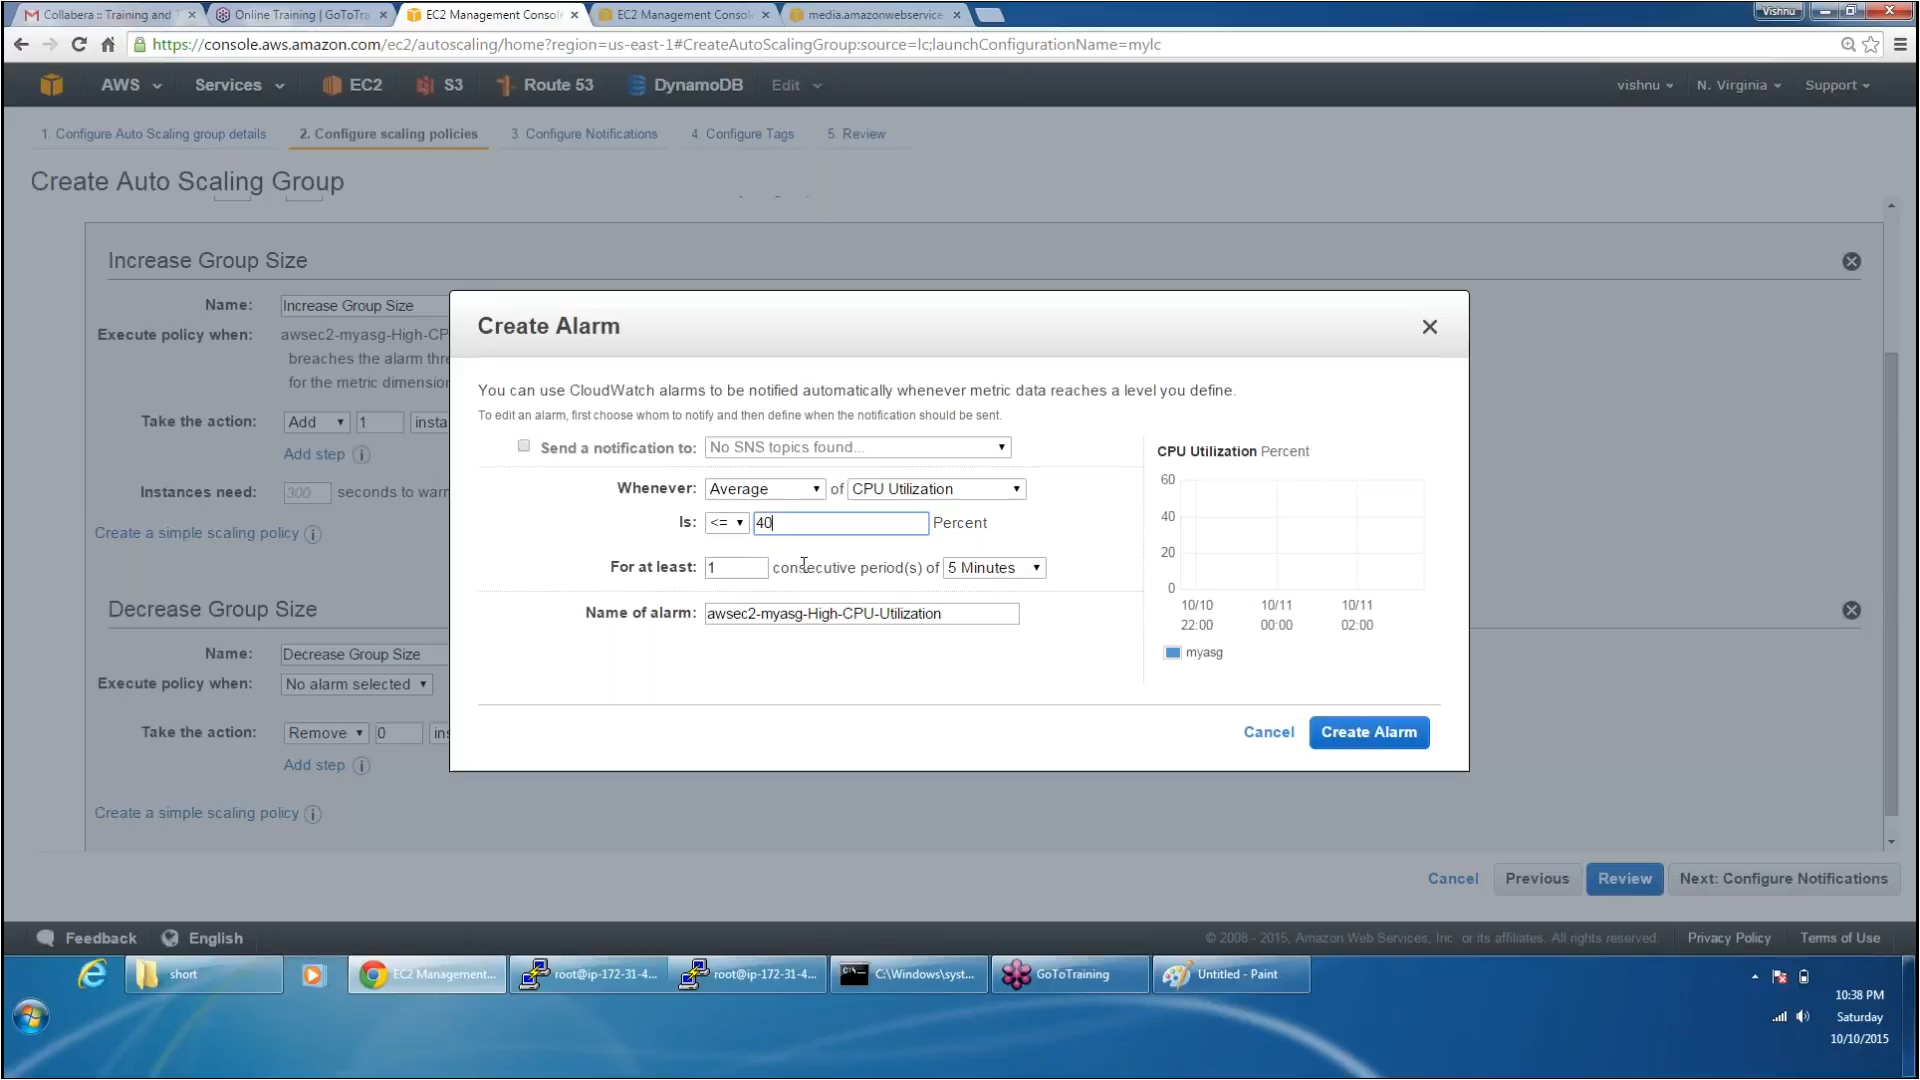 Collabera :: Training and T
Online Training | GoToTra
EC2 Management Console
EC2 Management Consol
media.amazonwebservice
Vishnu
https://console.aws.amazon.com/ec2/autoscaling/home?region=us-east-1#CreateAutoScalingGroup:source=lc;launchConfigurationName=mylc
AWS Services EC2 S3 Route 53 DynamoDB Edit vishnu N. Virginia Support
1. Configure Auto Scaling group details 2. Configure scaling policies 3. Configure Notifications 4. Configure Tags 5. Review
Create Auto Scaling Group
Increase Group Size
Name: Increase Group Size
Execute policy when: awsec2-myasg-High-CP
breaches the alarm thre
for the metric dimension
Take the action: Add 1 insta
Add step i
Instances need: 300 seconds to warr
Create a simple scaling policy i
Decrease Group Size
Name: Decrease Group Size
Execute policy when: No alarm selected
Take the action: Remove 0 ins
Add step i
Create a simple scaling policy i
Create Alarm
You can use CloudWatch alarms to be notified automatically whenever metric data reaches a level you define.
To edit an alarm, first choose whom to notify and then define when the notification should be sent.
Send a notification to: No SNS topics found...
Whenever: Average of CPU Utilization
Is: <= 40 Percent
For at least: 1 consecutive period(s) of 5 Minutes
Name of alarm: awsec2-myasg-High-CPU-Utilization
CPU Utilization Percent
60
40
20
0
10/10 10/11 10/11
22:00 00:00 02:00
myasg
Cancel Create Alarm
Cancel Previous Review Next: Configure Notifications
Feedback English © 2008 - 2015, Amazon Web Services, Inc. or its affiliates. All rights reserved. Privacy Policy Terms of Use
short
EC2 Management...
root@ip-172-31-4...
root@ip-172-31-4...
C:\Windows\syst...
GoToTraining
Untitled - Paint
10:38 PM
Saturday
10/10/2015